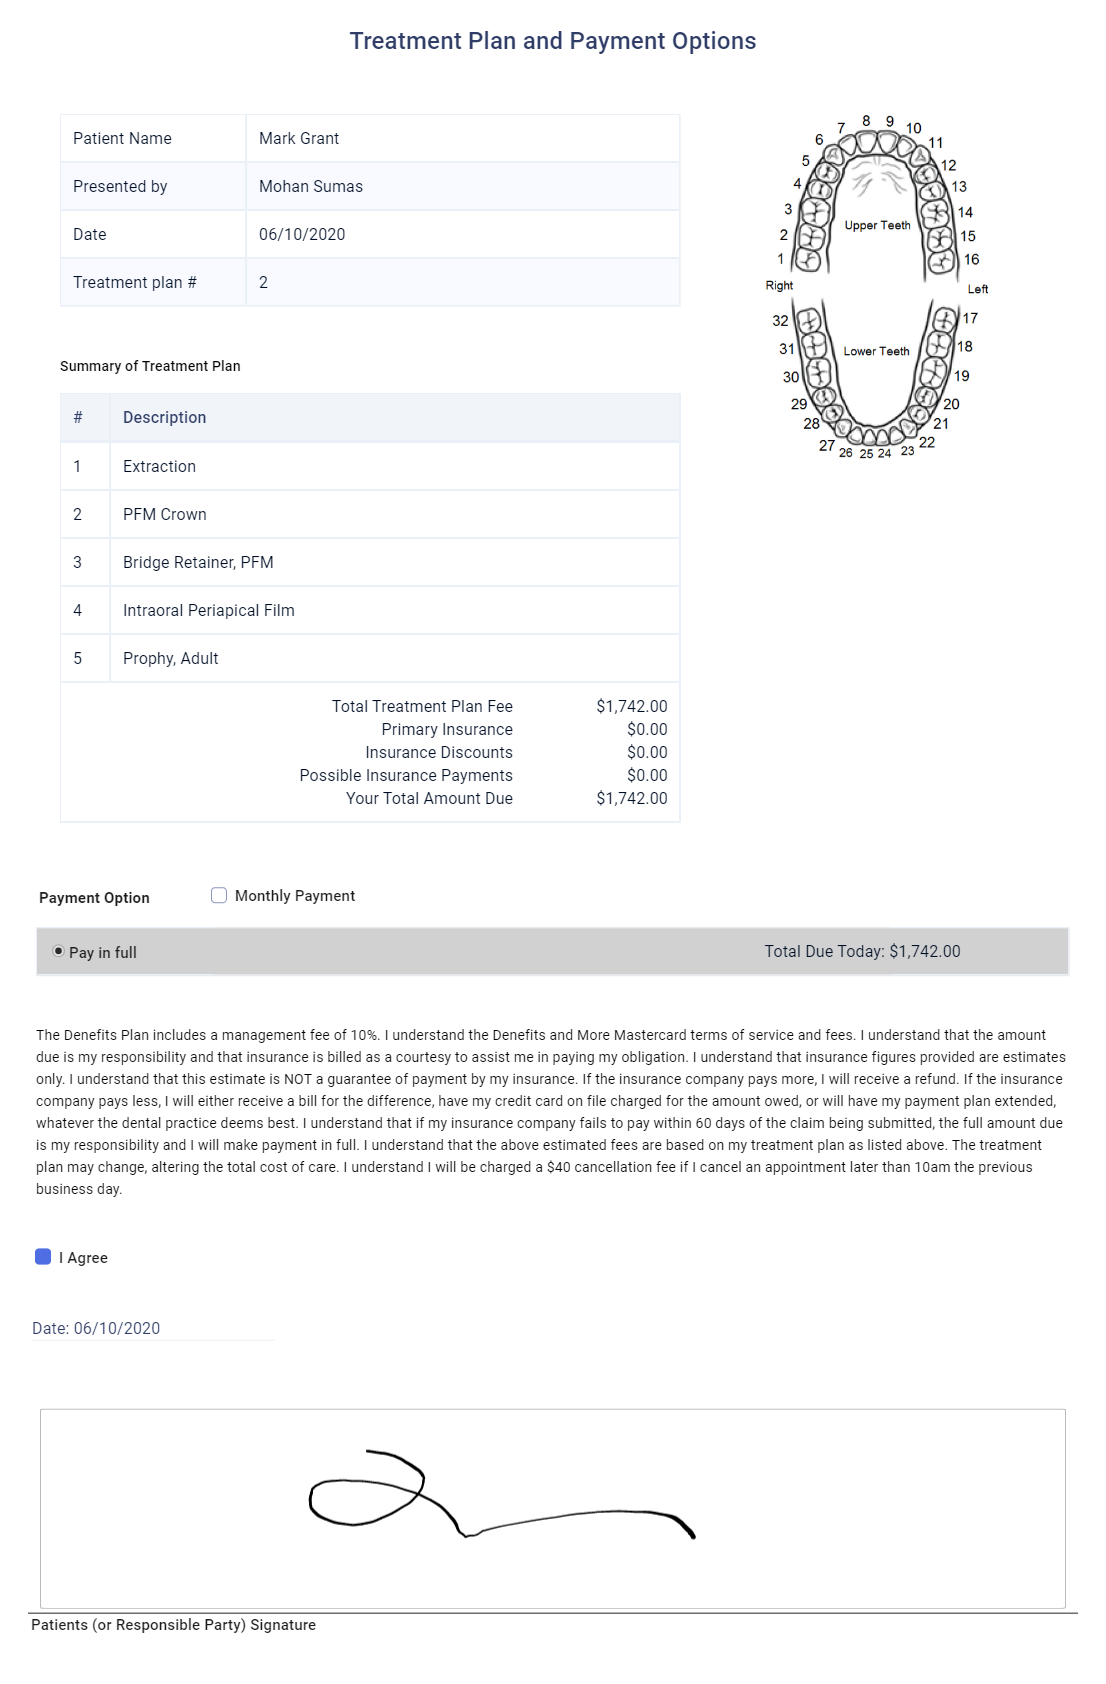 Treatment Plan and Payment Options
Patient Name Mark Grant
Presented by Mohan Sumas
Date 06/10/2020
Treatment plan # 2
7 8 9 10
6 11
5 12
4 13
3 14
Upper Teeth
2 15
1 16
Right Left
32 17
31 Lower Teeth 18
30 19
29 20
28 21
27 26 25 24 23 22
Summary of Treatment Plan
# Description
1 Extraction
2 PFM Crown
3 Bridge Retainer, PFM
4 Intraoral Periapical Film
5 Prophy, Adult
Total Treatment Plan Fee $1,742.00
Primary Insurance $0.00
Insurance Discounts $0.00
Possible Insurance Payments $0.00
Your Total Amount Due $1,742.00
Payment Option Monthly Payment
Pay in full Total Due Today: $1,742.00
The Denefits Plan includes a management fee of 10%. I understand the Denefits and More Mastercard terms of service and fees. I understand that the amount
due is my responsibility and that insurance is billed as a courtesy to assist me in paying my obligation. I understand that insurance figures provided are estimates
only. I understand that this estimate is NOT a guarantee of payment by my insurance. If the insurance company pays more, I will receive a refund. If the insurance
company pays less, I will either receive a bill for the difference, have my credit card on file charged for the amount owed, or will have my payment plan extended,
whatever the dental practice deems best. I understand that if my insurance company fails to pay within 60 days of the claim being submitted, the full amount due
is my responsibility and I will make payment in full. I understand that the above estimated fees are based on my treatment plan as listed above. The treatment
plan may change, altering the total cost of care. I understand I will be charged a $40 cancellation fee if I cancel an appointment later than 10am the previous
business day.
I Agree
Date: 06/10/2020
Patients (or Responsible Party) Signature